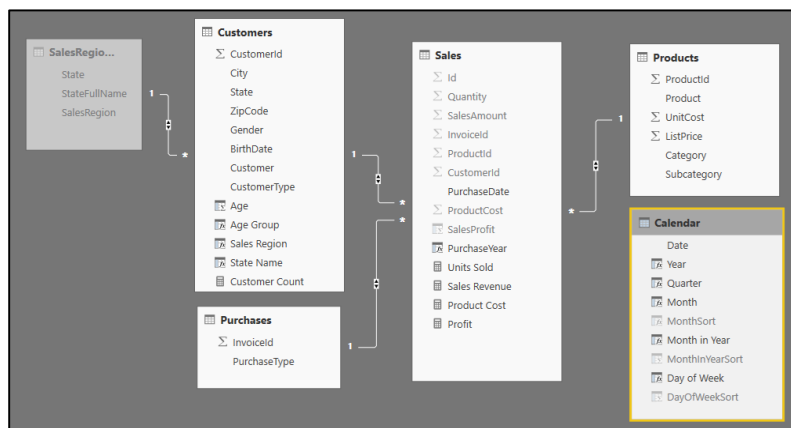 SalesRegio...
State
StateFullName
SalesRegion
1
*
Customers
CustomerId
City
State
ZipCode
Gender
BirthDate
Customer
CustomerType
Age
Age Group
Sales Region
State Name
Customer Count
1
*
Purchases
InvoiceId
PurchaseType
1
*
Sales
Id
Quantity
SalesAmount
InvoiceId
ProductId
CustomerId
PurchaseDate
ProductCost
SalesProfit
PurchaseYear
Units Sold
Sales Revenue
Product Cost
Profit
*
1
Products
ProductId
Product
UnitCost
ListPrice
Category
Subcategory
Calendar
Date
Year
Quarter
Month
MonthSort
Month in Year
MonthInYearSort
Day of Week
DayOfWeekSort